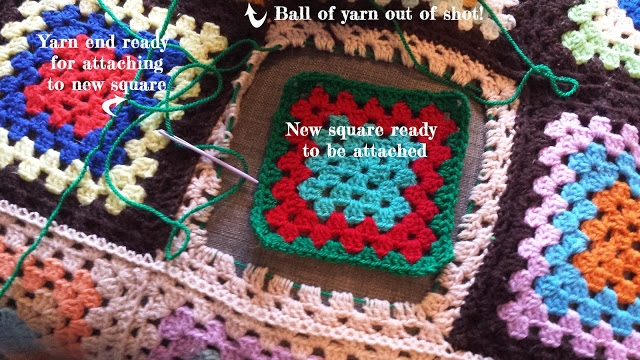 Ball of yarn out of shot!
Yarn end ready
for attaching
to new square
New square ready
to be attached